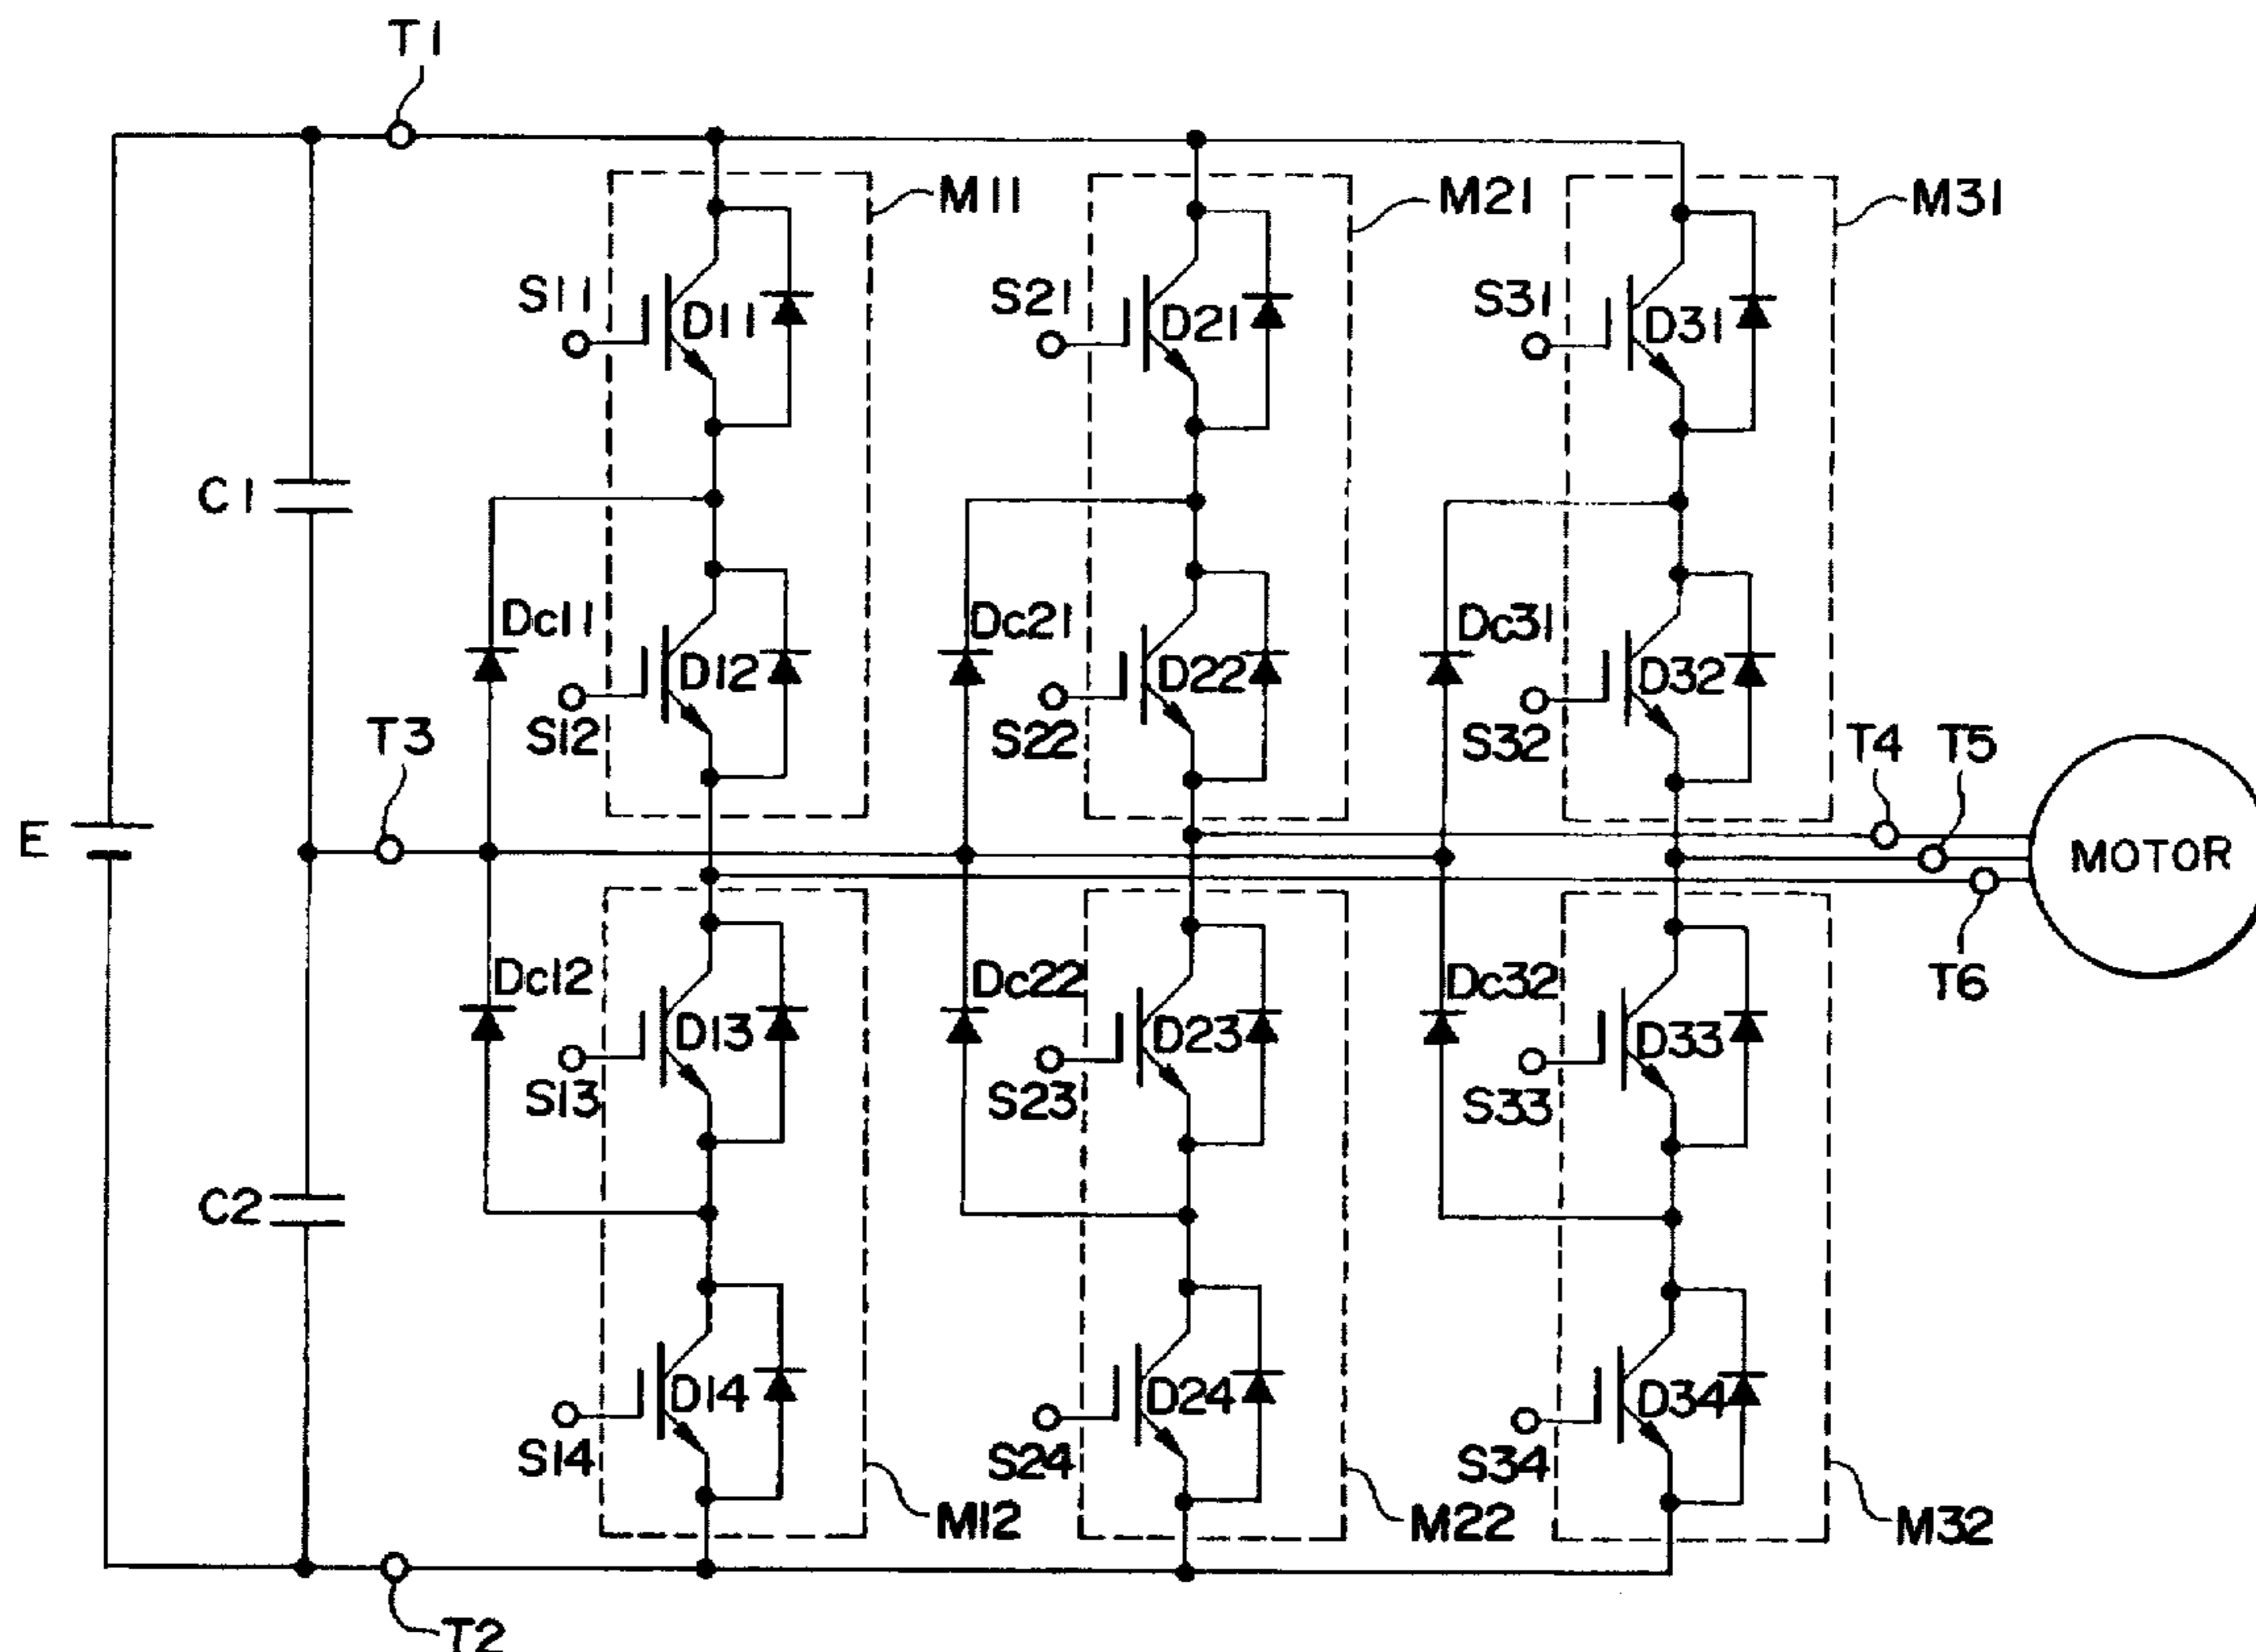 T1
M11
M21
M31
S11
D11
S21
D21
S31
D31
C1
Dc11
Dc21
Dc31
D12
D22
D32
S12
S22
S32
T3
T4
T5
E
MOTOR
T6
Dc12
Dc22
Dc32
D13
D23
D33
S13
S23
S33
C2
D14
D24
D34
S14
S24
S34
M12
M22
M32
T2